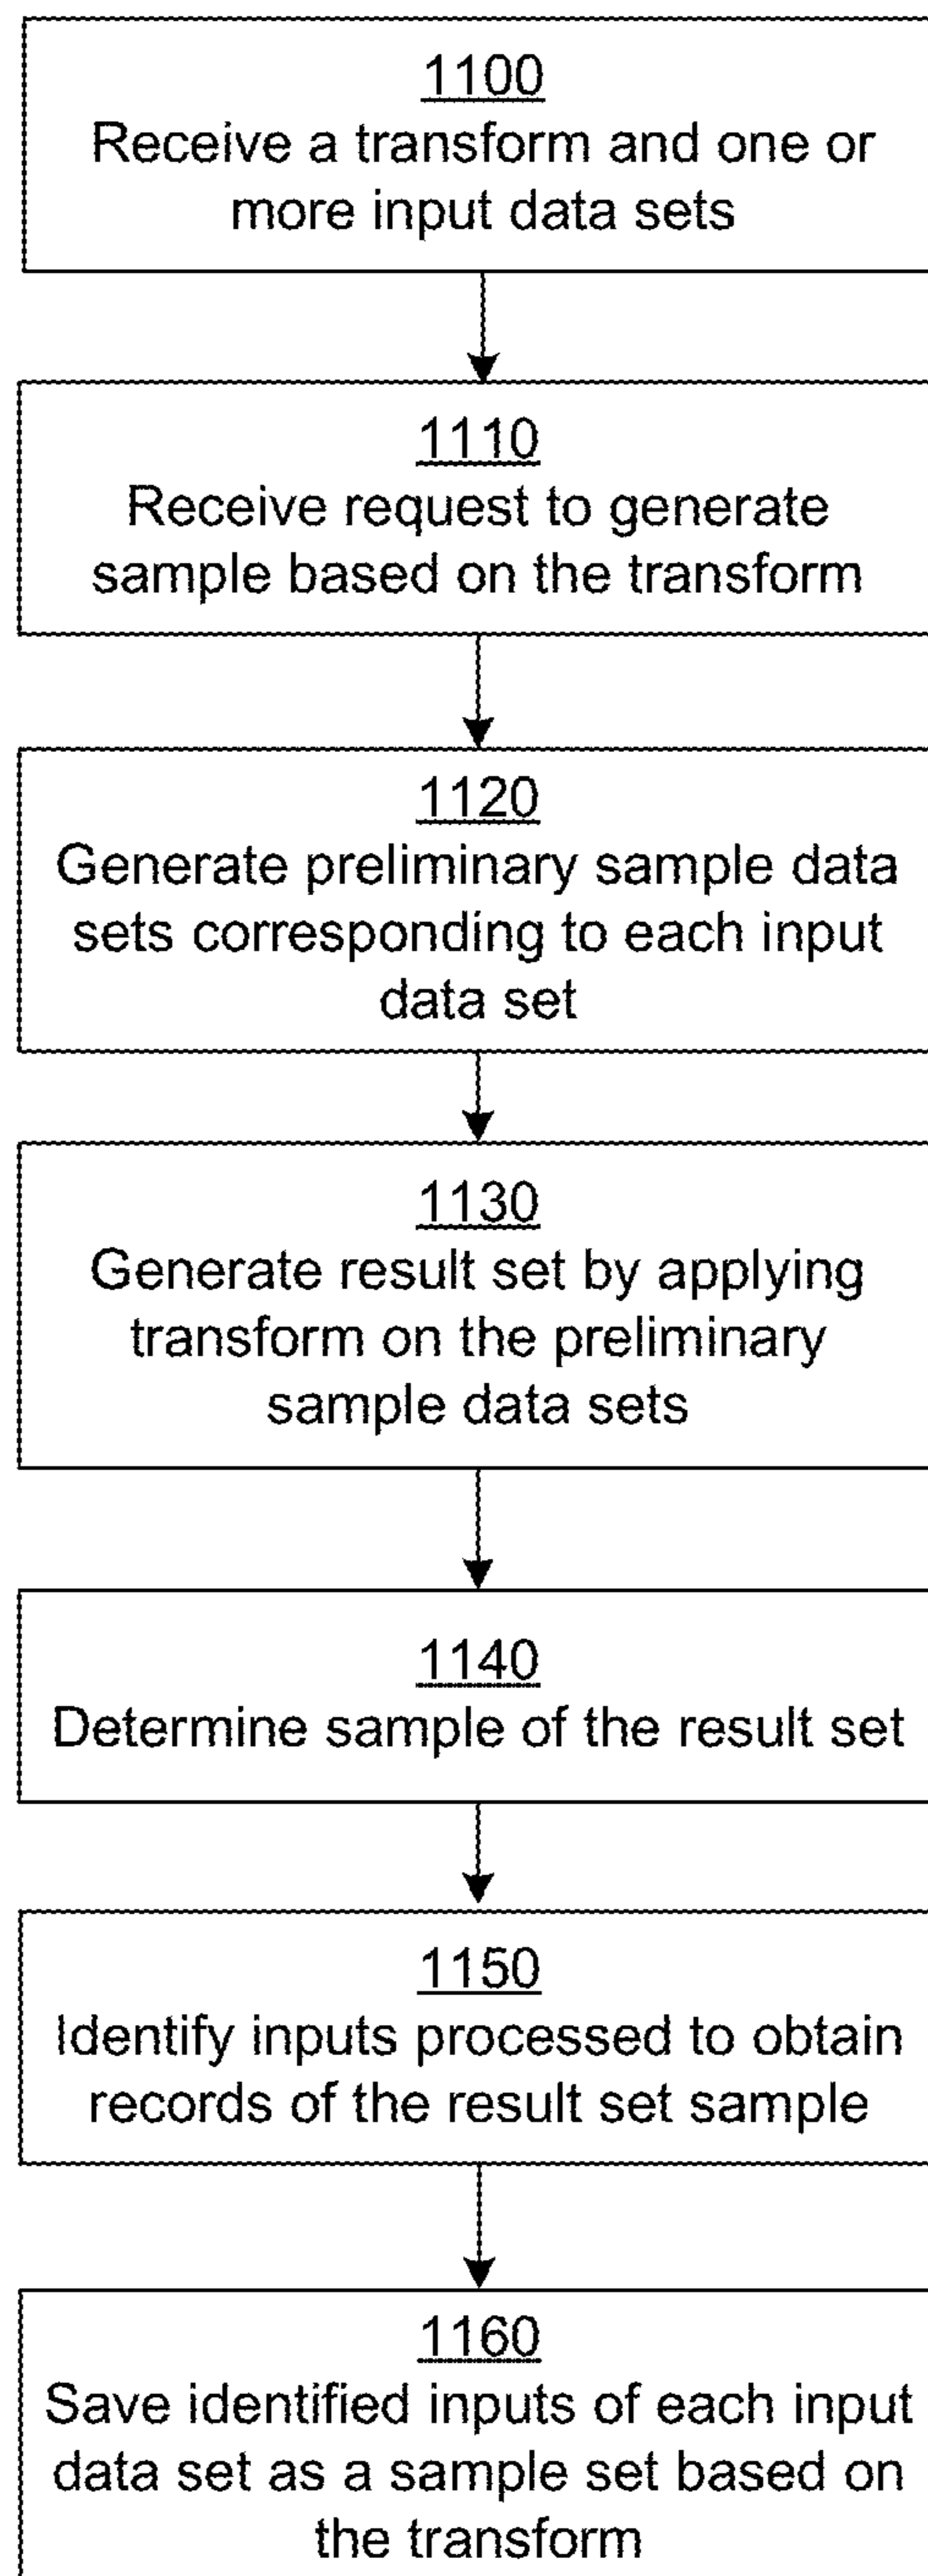 1100
Receive a transform and one or
more input data sets
1110
Receive request to generate
sample based on the transform
1120
Generate preliminary sample data
sets corresponding to each input
data set
1130
Generate result set by applying
transform on the preliminary
sample data sets
1140
Determine sample of the result set
1150
Identify inputs processed to obtain
records of the result set sample
1160
Save identified inputs of each input
data set as a sample set based on
the transform